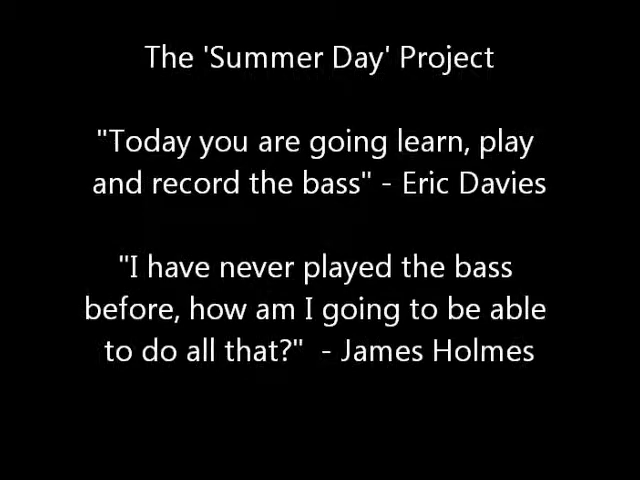 The 'Summer Day' Project
"Today you are going learn, play
and record the bass" - Eric Davies
"I have never played the bass
before, how am I going to be able
to do all that?"  - James Holmes